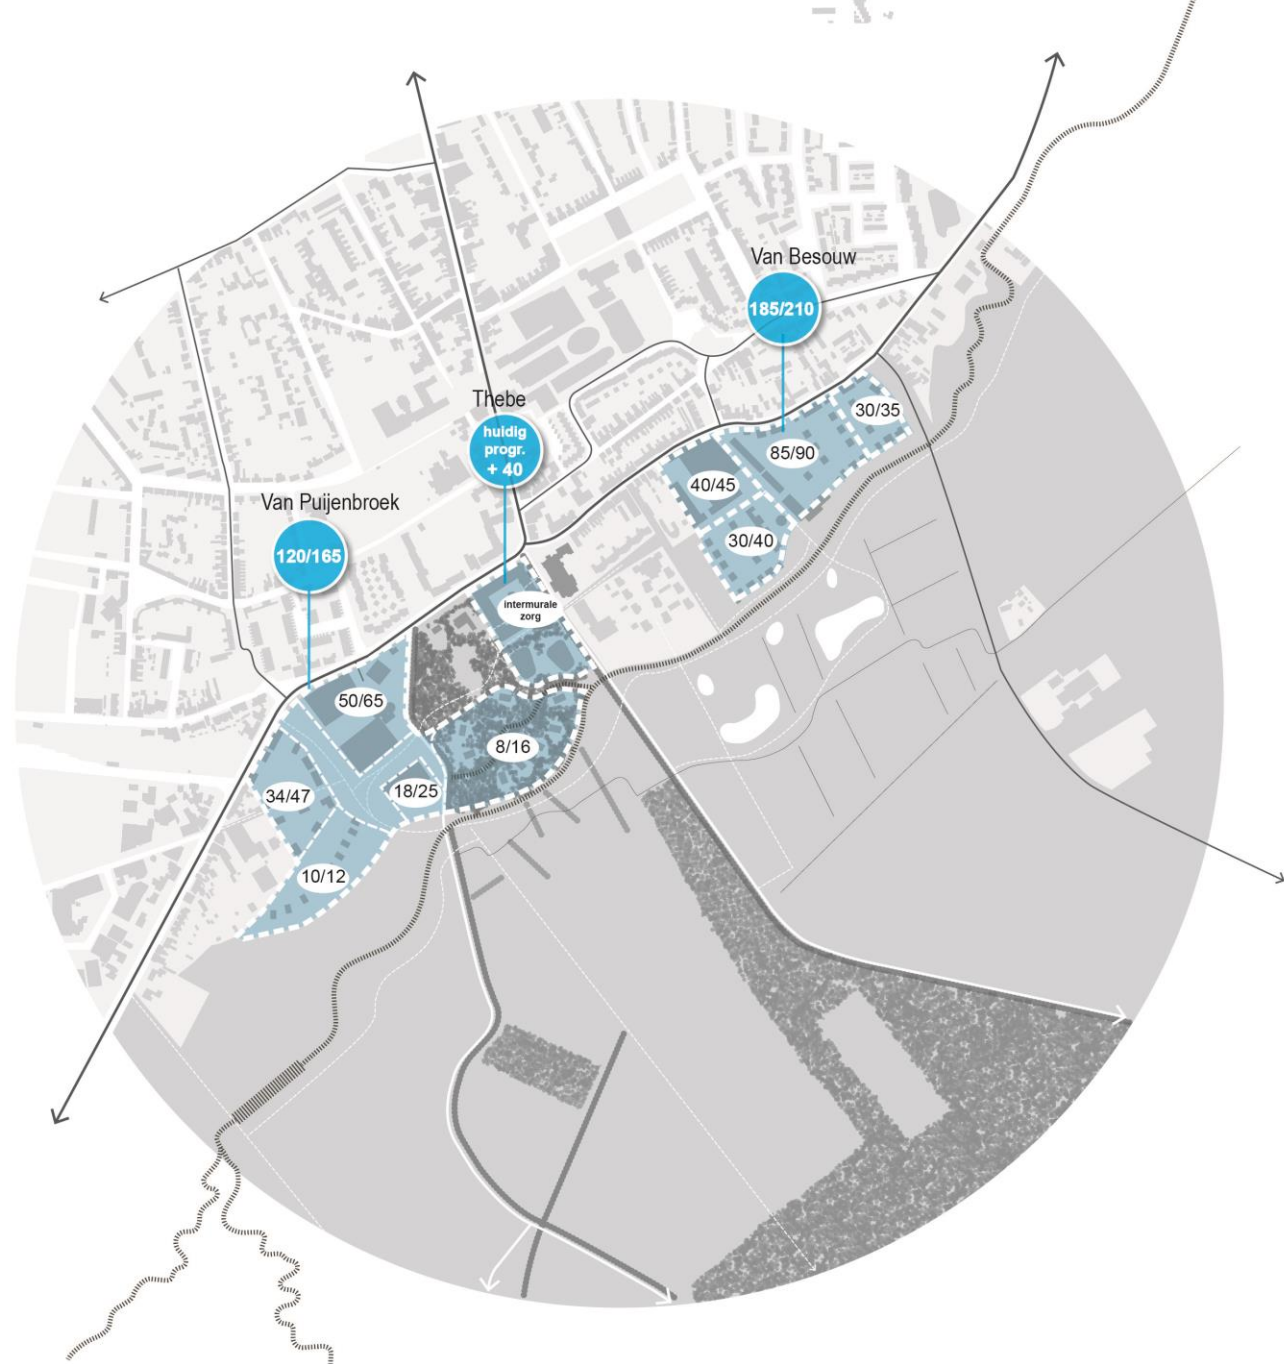 Van Besouw
185/210
Thebe
huidig
progr.
+ 40
30/35
85/90
40/45
Van Puijenbroek
120/165
30/40
intermurale
zorg
50/65
8/16
34/47
18/25
10/12